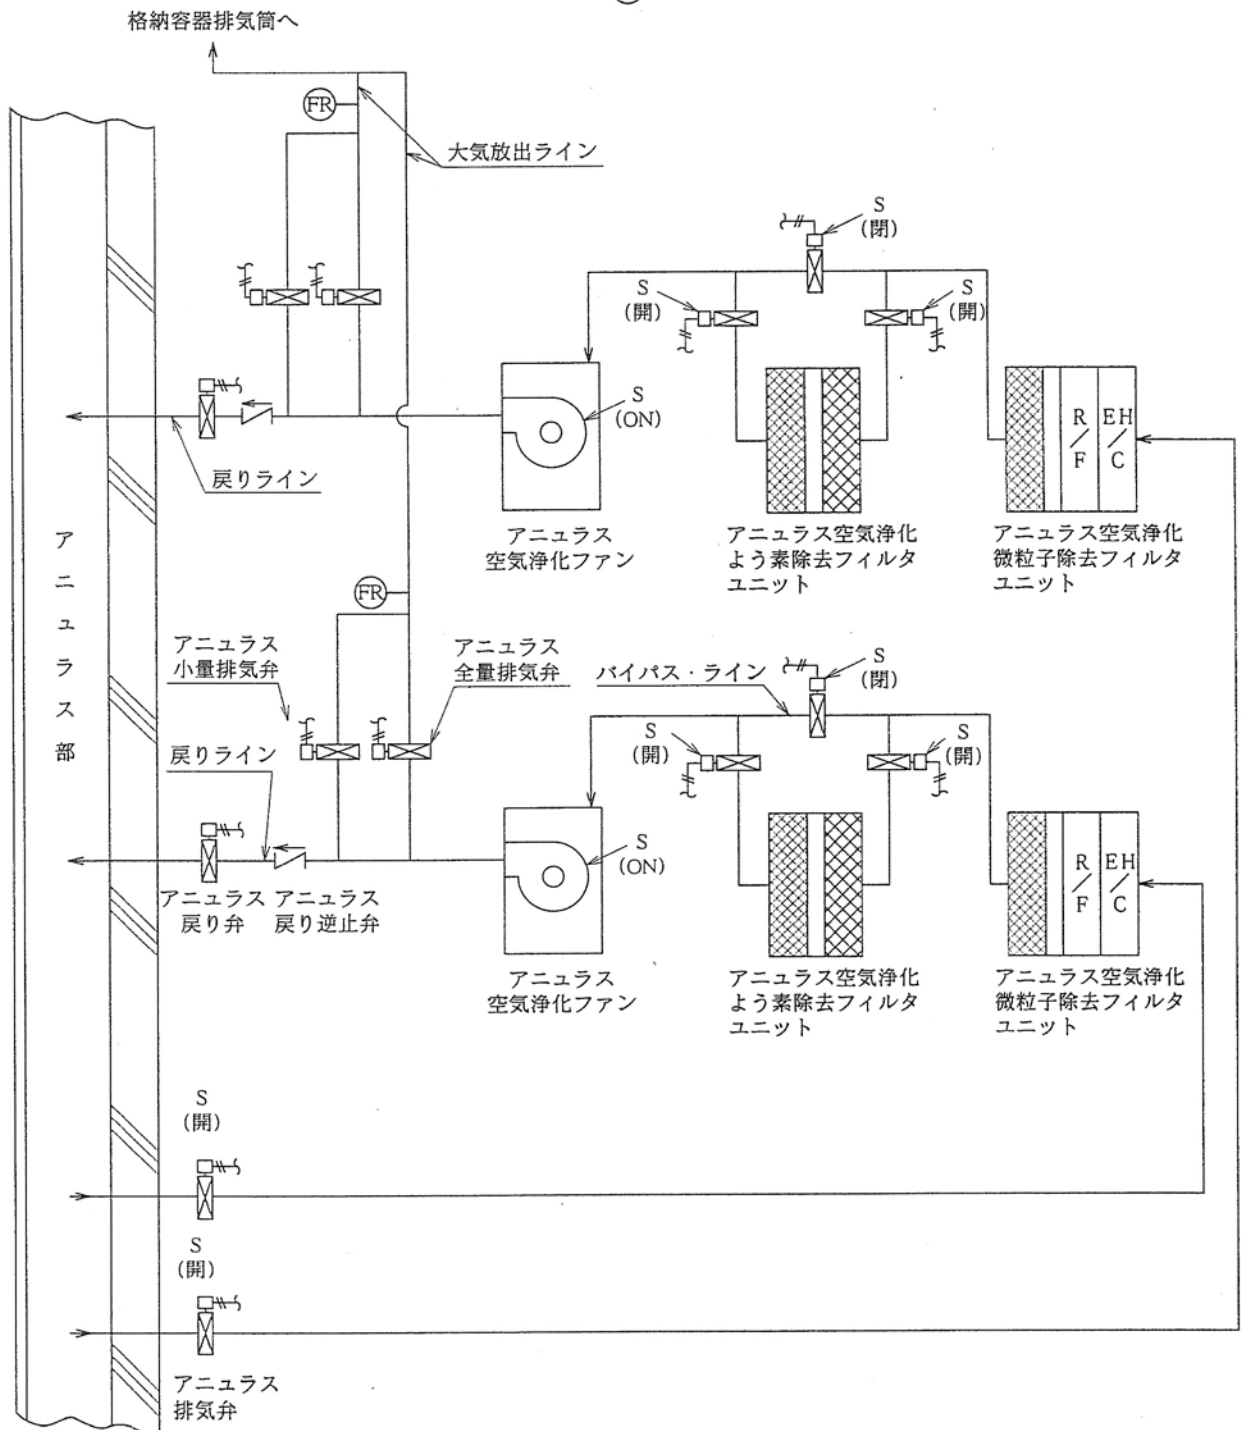 格納容器排気筒へ
FR
大気放出ライン
S
(閉)
S
(開)
S
(開)
S
(ON)
R/F
EH/C
戻りライン
アニュラス
空気浄化ファン
アニュラス空気浄化
よう素除去フィルタ
ユニット
アニュラス空気浄化
微粒子除去フィルタ
ユニット
アニュラス部
FR
アニュラス
小量排気弁
アニュラス
全量排気弁
バイパス・ライン
S
(閉)
S
(開)
S
(開)
戻りライン
S
(ON)
R/F
EH/C
アニュラス
戻り弁
アニュラス
戻り逆止弁
アニュラス
空気浄化ファン
アニュラス空気浄化
よう素除去フィルタ
ユニット
アニュラス空気浄化
微粒子除去フィルタ
ユニット
S
(開)
S
(開)
アニュラス
排気弁